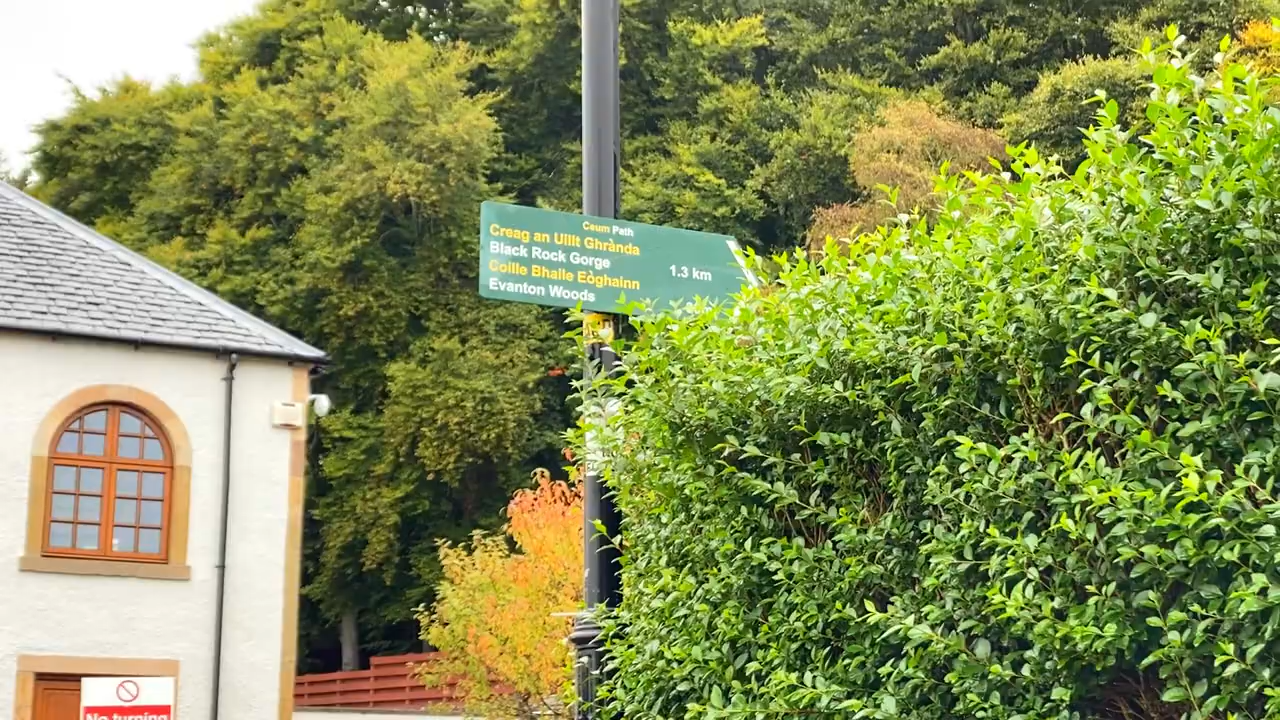 Ceum Path
Creag an Uillt Ghrànda
Black Rock Gorge
1.3 km
Coille Bhaile Eòghainn
Evanton Woods
No turning